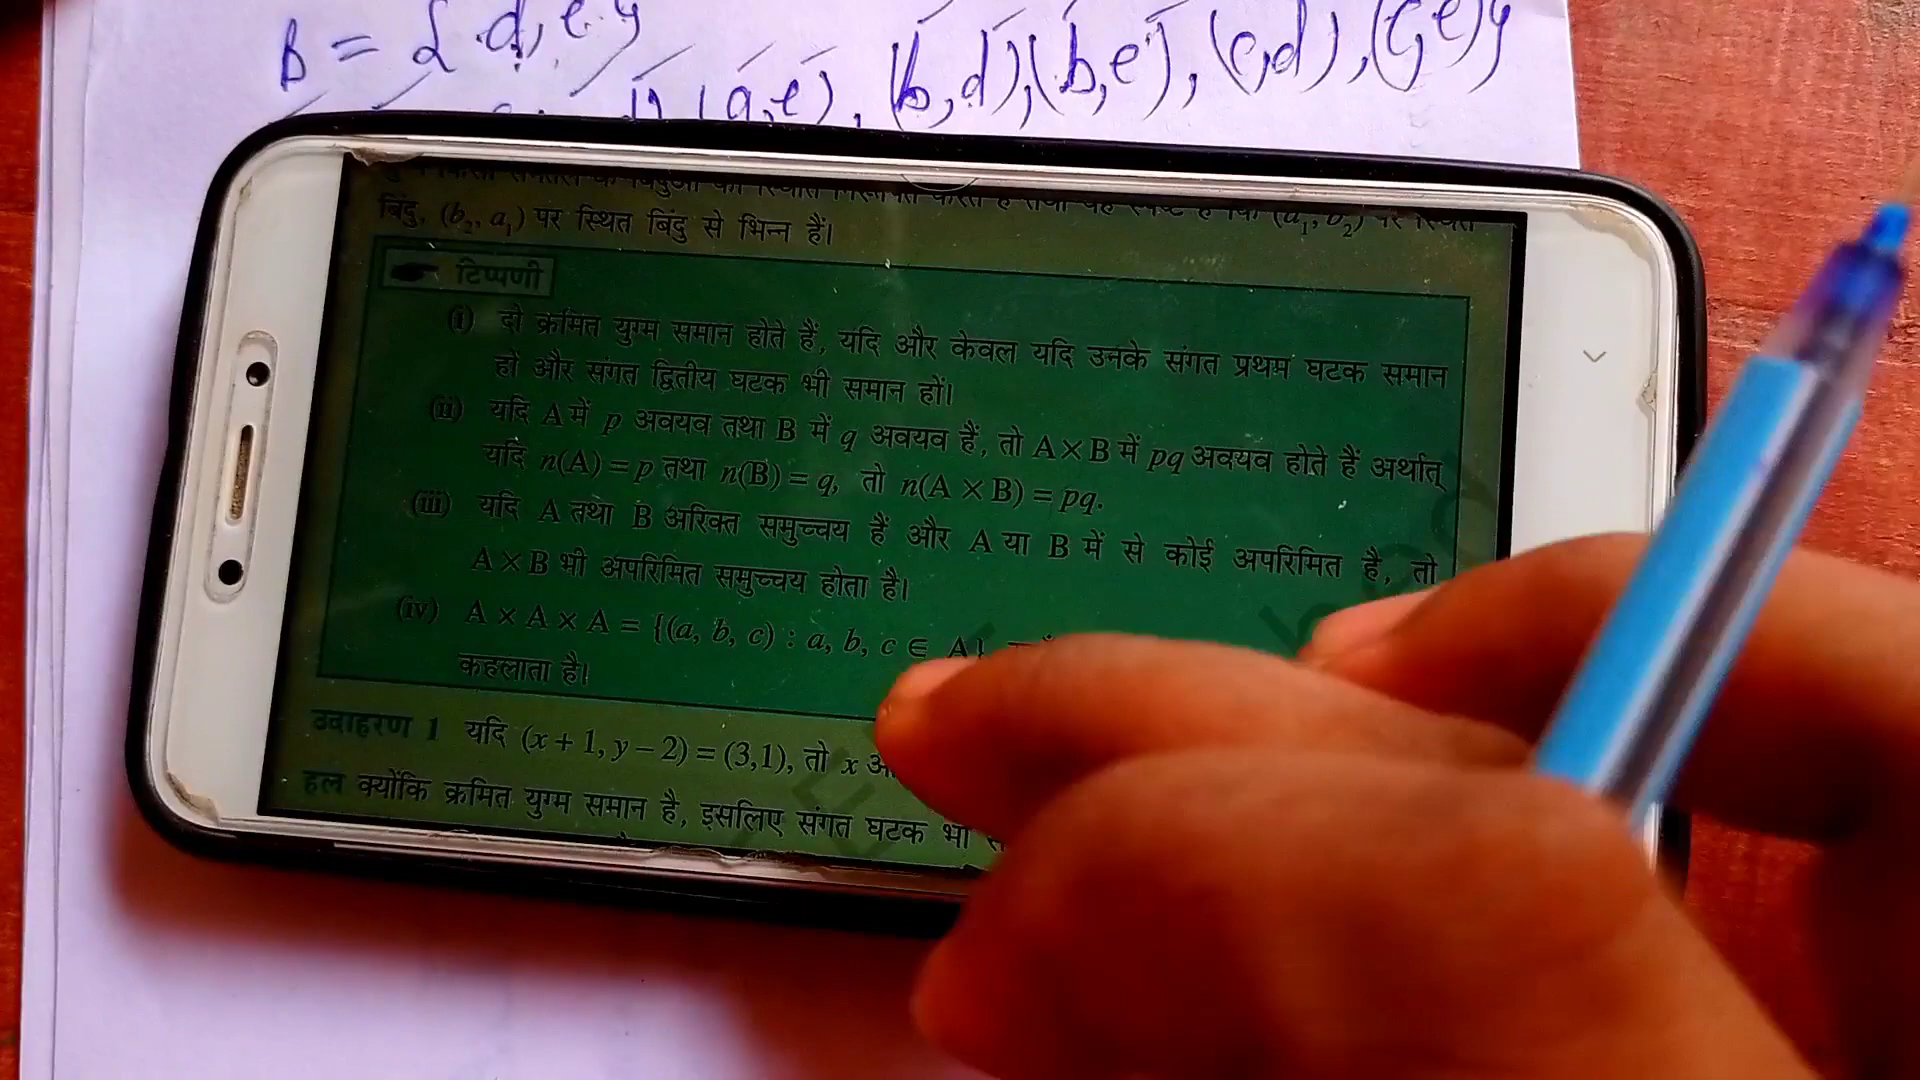 B = { d, e }
(a,e), (b,d), (b,e), (c,d), (c,e)}
बिंदु, (b₂, a₁) पर स्थित बिंदु से भिन्न हैं।
टिप्पणी
(i) दो क्रमित युग्म समान होते हैं, यदि और केवल यदि उनके संगत प्रथम घटक समान
हों और संगत द्वितीय घटक भी समान हों।
(ii) यदि A में p अवयव तथा B में q अवयव हैं, तो A × B में pq अवयव होते हैं अर्थात्
यदि n(A) = p तथा n(B) = q, तो n(A × B) = pq.
(iii) यदि A तथा B अरिक्त समुच्चय हैं और A या B में से कोई अपरिमित है, तो
A × B भी अपरिमित समुच्चय होता है।
(iv) A × A × A = {(a, b, c) : a, b, c ∈ A}
कहलाता है।
उदाहरण 1 यदि (x + 1, y – 2) = (3,1), तो x
हल क्योंकि क्रमित युग्म समान है, इसलिए संगत घटक भी